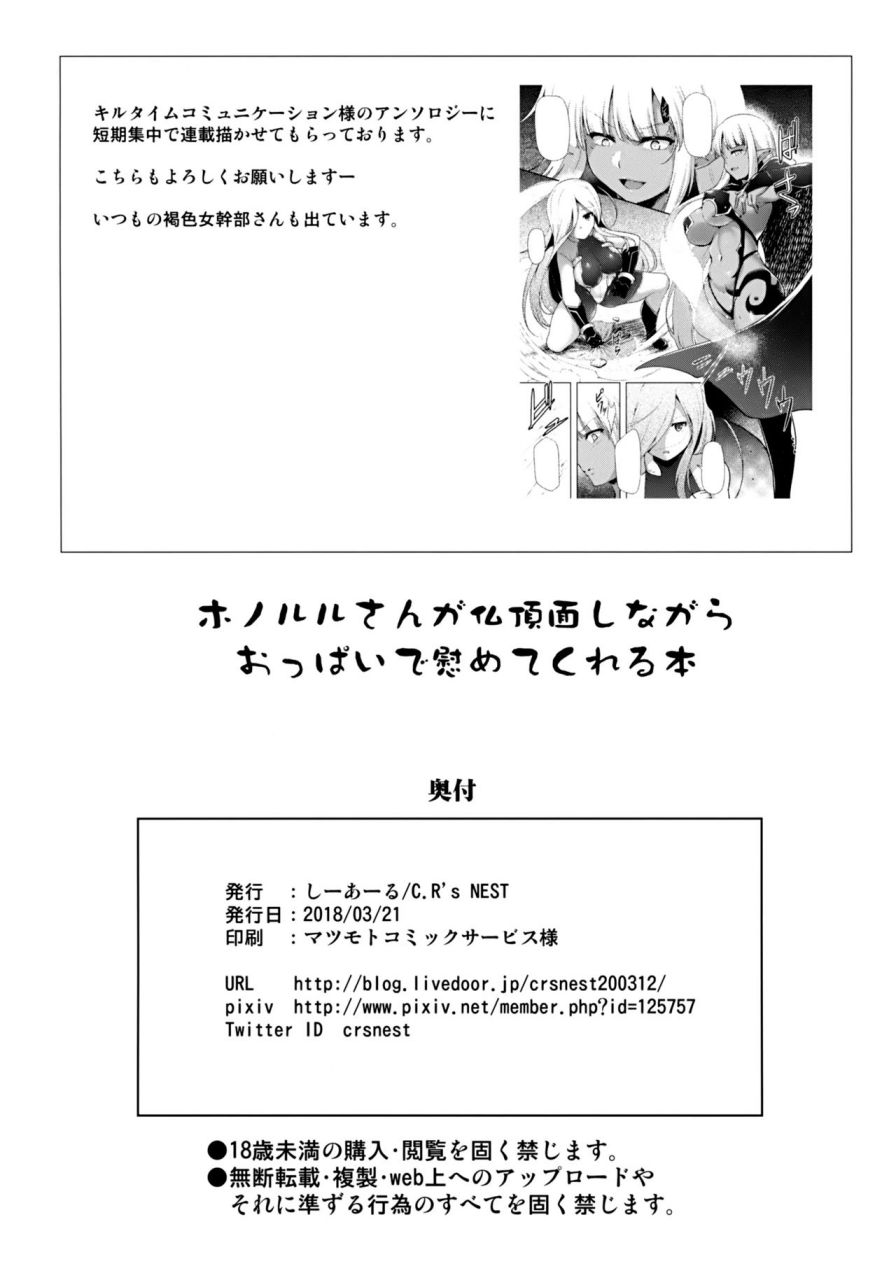 キルタイムコミュニケーション様のアンソロジーに
短期集中で連載描かせてもらっております。
こちらもよろしくお願いしますー
いつもの褐色女幹部さんも出ています。
ばさっ
ビビ
ウウウ
ホノルルさんが仏頂面しながら
おっぱいで慰めてくれる本
奥付
発行 :しーあーる/C.R's NEST
発行日:2018/03/21
印刷 :マツモトコミックサービス様
URL http://blog.livedoor.jp/crsnest200312/
pixiv http://www.pixiv.net/member.php?id=125757
Twitter ID crsnest
●18歳未満の購入･閲覧を固く禁じます。
●無断転載･複製･web上へのアップロードや
それに準ずる行為のすべてを固く禁じます。